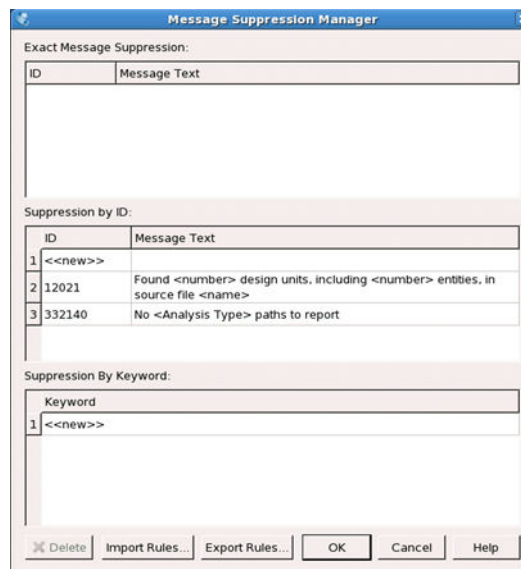 Message Suppression Manager
Exact Message Suppression:
ID Message Text
Suppression by ID:
ID Message Text
1 <<new>>
2 12021 Found <number> design units, including <number> entities, in
source file <name>
3 332140 No <Analysis Type> paths to report
Suppression By Keyword:
Keyword
1 <<new>>
Delete Import Rules... Export Rules... OK Cancel Help